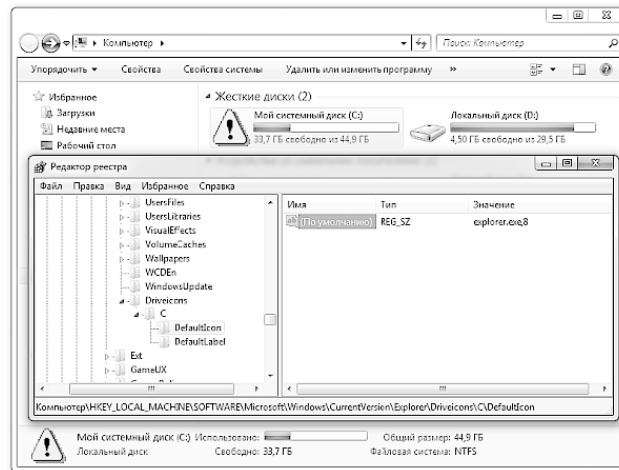 Компьютер
Поиск: Компьютер
Упорядочить Свойства Свойства системы Удалить или изменить программу »
Избранное
Загрузки
Недавние места
Рабочий стол
Жесткие диски (2)
Мой системный диск (C:)
33,7 ГБ свободно из 44,9 ГБ
Локальный диск (D:)
4,50 ГБ свободно из 29,5 ГБ
Редактор реестра
Файл Правка Вид Избранное Справка
UsersFiles
UsersLibraries
VisualEffects
VolumeCaches
Wallpapers
WCDEn
WindowsUpdate
Driveicons
C
DefaultIcon
DefaultLabel
Ext
GameUX
Имя Тип Значение
(По умолчанию) REG_SZ explorer.exe,8
Компьютер\HKEY_LOCAL_MACHINE\SOFTWARE\Microsoft\Windows\CurrentVersion\Explorer\Driveicons\C\DefaultIcon
Мой системный диск (C:) Использовано: Общий размер: 44,9 ГБ
Локальный диск Свободно: 33,7 ГБ Файловая система: NTFS